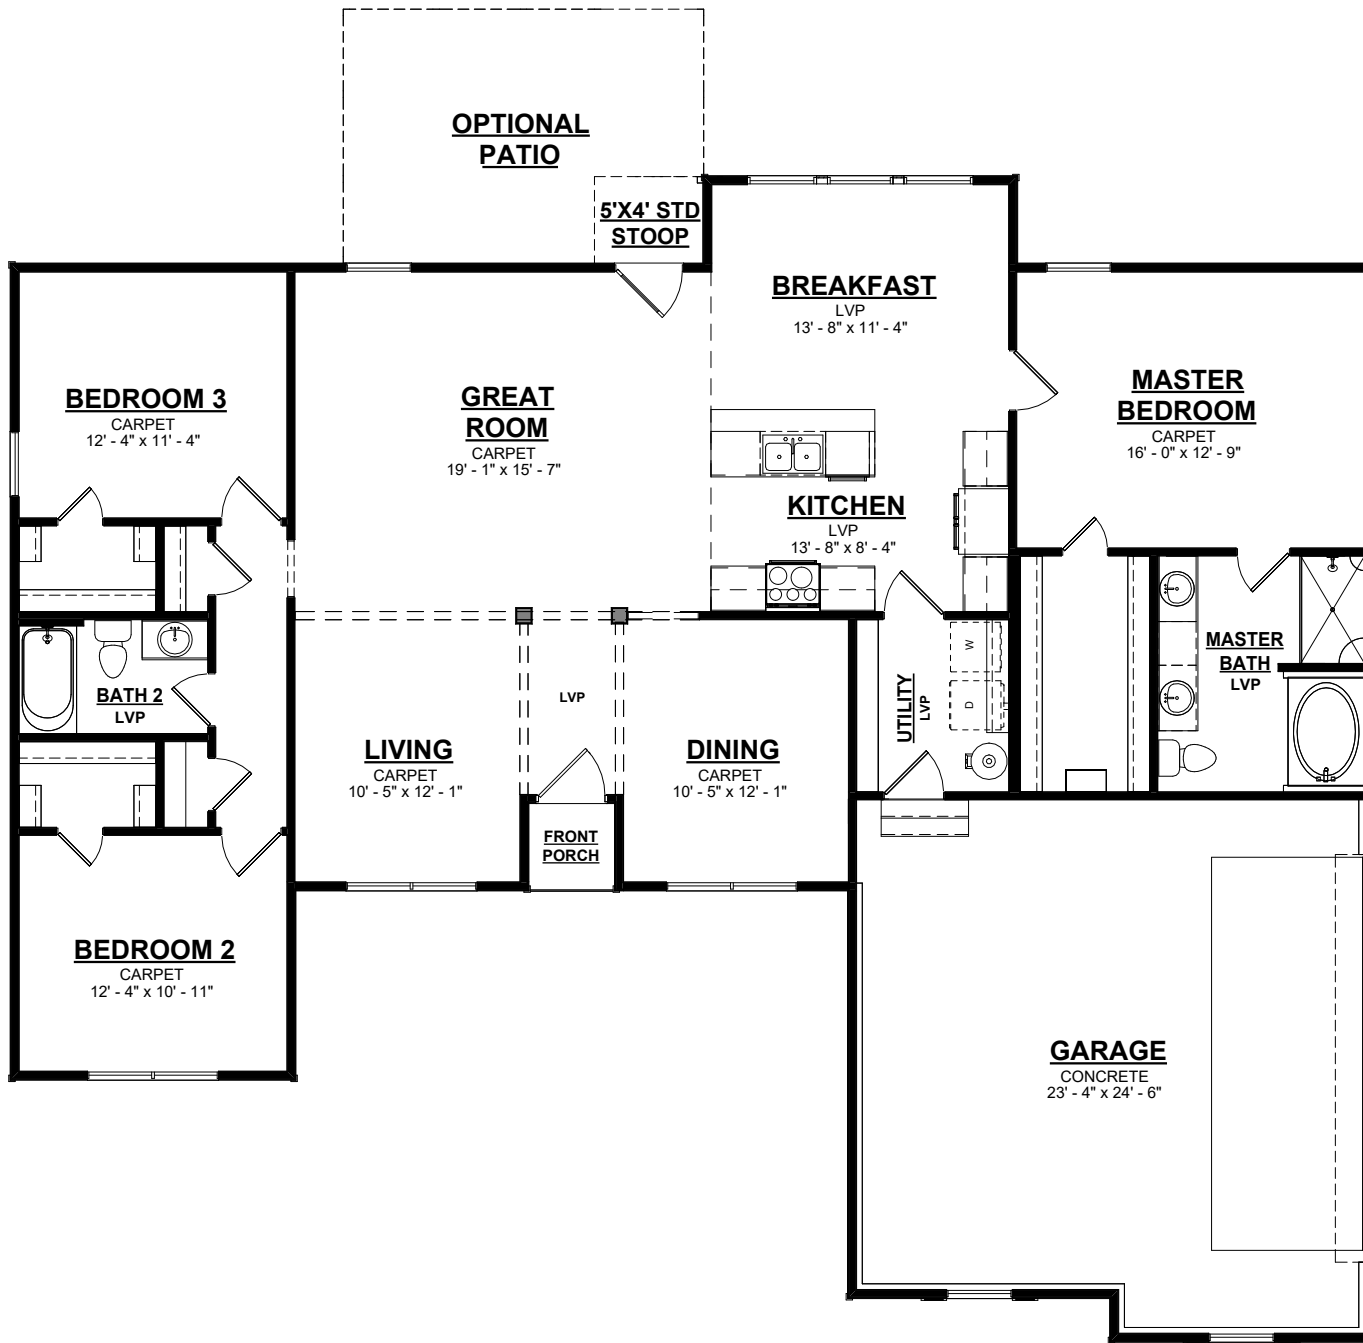 OPTIONAL
PATIO
5'X4' STD
STOOP
BREAKFAST
LVP
13' - 8" x 11' - 4"
BEDROOM 3
CARPET
12' - 4" x 11' - 4"
GREAT
ROOM
CARPET
19' - 1" x 15' - 7"
MASTER
BEDROOM
CARPET
16' - 0" x 12' - 9"
KITCHEN
LVP
13' - 8" x 8' - 4"
BATH 2
LVP
LVP
UTILITY
LVP
W
D
MASTER
BATH
LVP
LIVING
CARPET
10' - 5" x 12' - 1"
DINING
CARPET
10' - 5" x 12' - 1"
FRONT
PORCH
BEDROOM 2
CARPET
12' - 4" x 10' - 11"
GARAGE
CONCRETE
23' - 4" x 24' - 6"